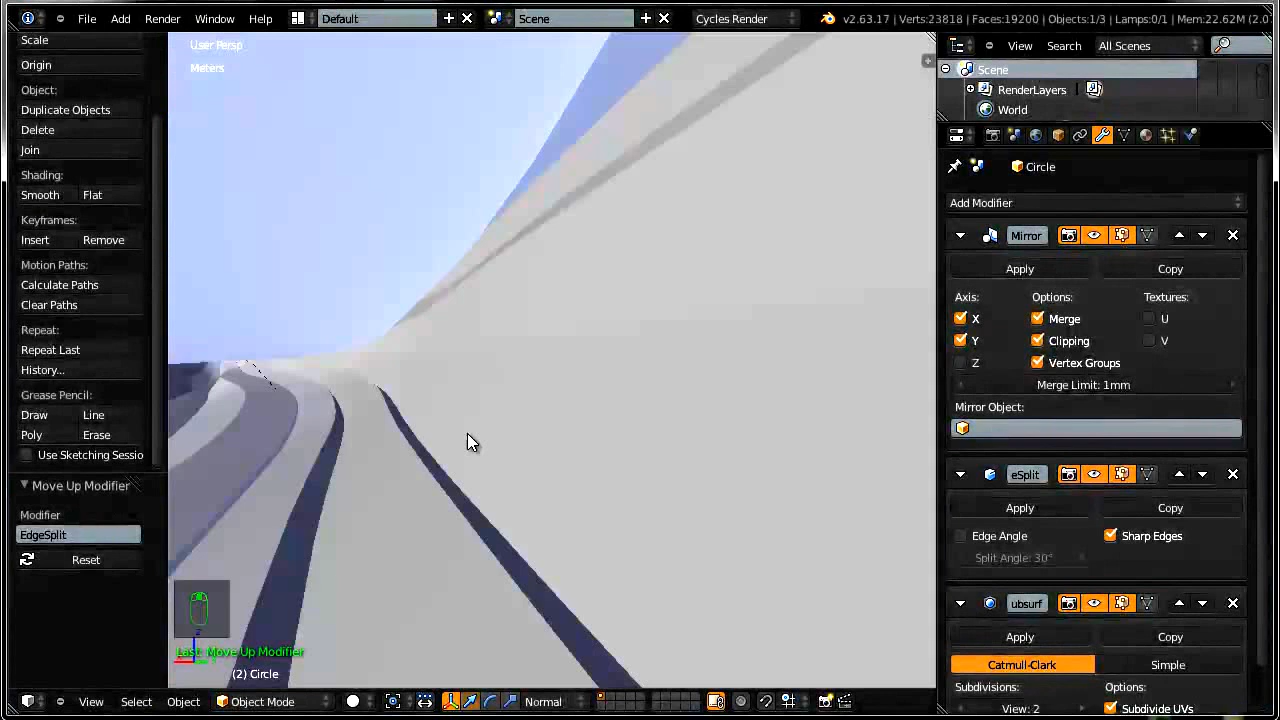 File Add Render Window Help Default Scene Cycles Render v2.63.17 | Verts:23818 | Faces:19200 | Objects:1/3 | Lamps:0/1 | Mem:22.62M (2.0
Scale
Origin
Object:
Duplicate Objects
Delete
Join
Shading:
Smooth Flat
Keyframes:
Insert Remove
Motion Paths:
Calculate Paths
Clear Paths
Repeat:
Repeat Last
History...
Grease Pencil:
Draw Line
Poly Erase
Use Sketching Sessio
Move Up Modifier
Modifier
EdgeSplit
Reset
User Persp
Meters
Last: Move Up Modifier
(2) Circle
View Select Object Object Mode Normal
View Search All Scenes
Scene
RenderLayers
World
Circle
Add Modifier
Mirror
Apply Copy
Axis: Options: Textures:
X Merge U
Y Clipping V
Z Vertex Groups
Merge Limit: 1mm
Mirror Object:
eSplit
Apply Copy
Edge Angle Sharp Edges
Split Angle: 30°
ubsurf
Apply Copy
Catmull-Clark Simple
Subdivisions: Options:
View: 2 Subdivide UVs